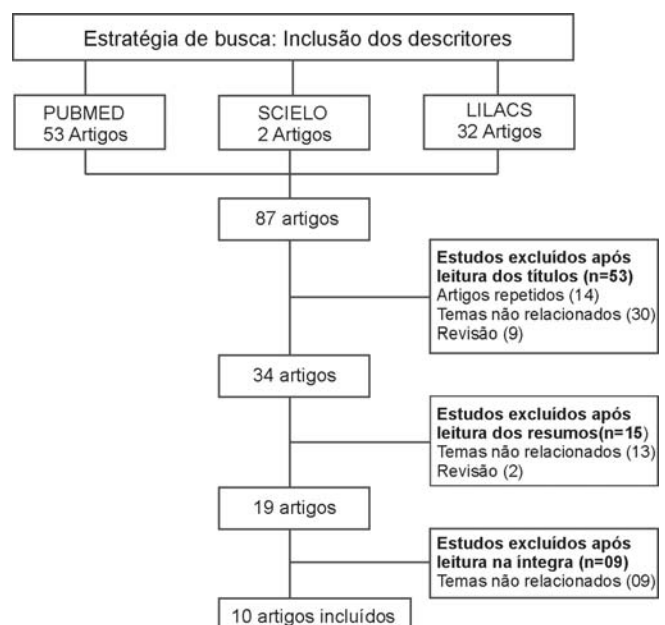 Estratégia de busca: Inclusão dos descritores
PUBMED
53 Artigos
SCIELO
2 Artigos
LILACS
32 Artigos
87 artigos
Estudos excluídos após
leitura dos títulos (n=53)
Artigos repetidos (14)
Temas não relacionados (30)
Revisão (9)
34 artigos
Estudos excluídos após
leitura dos resumos(n=15)
Temas não relacionados (13)
Revisão (2)
19 artigos
Estudos excluídos após
leitura na íntegra (n=09)
Temas não relacionados (09)
10 artigos incluídos